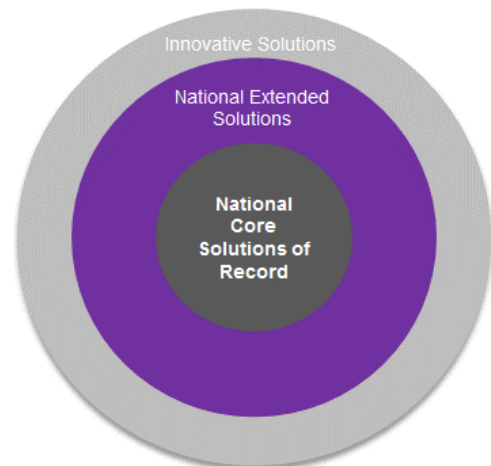 Innovative Solutions
National Extended
Solutions
National
Core
Solutions of
Record